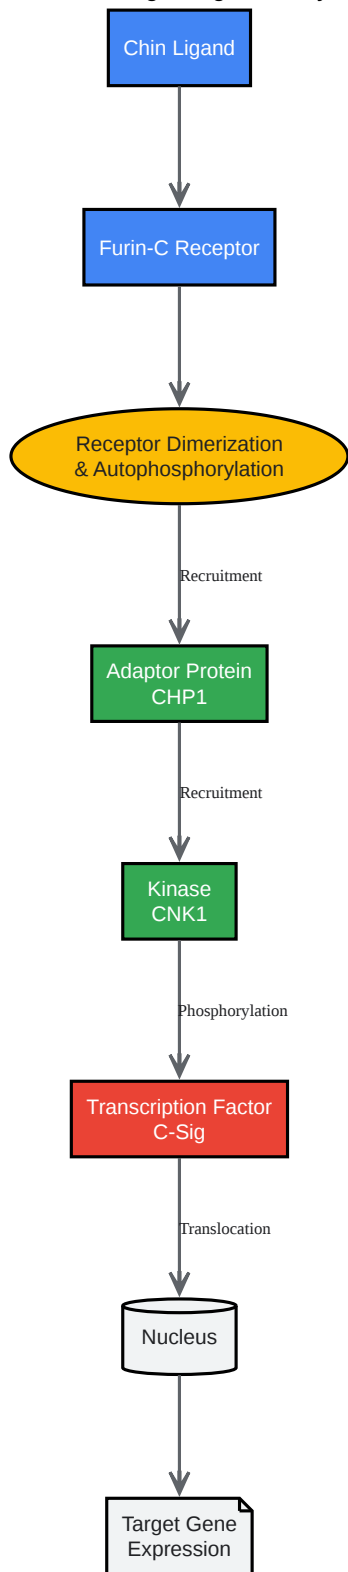 Chin Ligand
Furin-C Receptor
Receptor Dimerization
& Autophosphorylation
Recruitment
Adaptor Protein
CHP1
Recruitment
Kinase
CNK1
Phosphorylation
Transcription Factor
C-Sig
Translocation
Nucleus
Target Gene
Expression